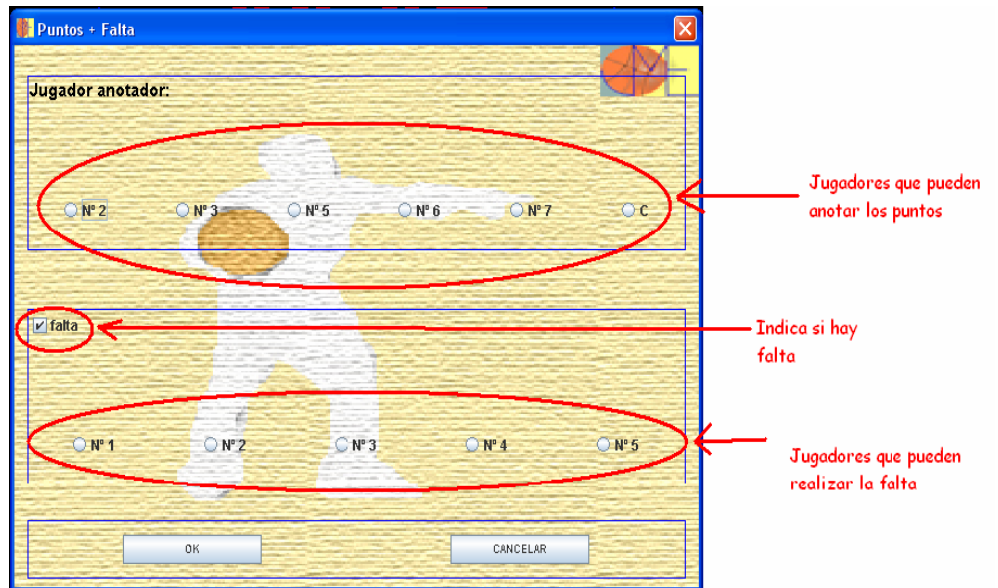 Puntos + Falta
Jugador anotador:
Nº 2 Nº 3 Nº 5 Nº 6 Nº 7 C
Jugadores que pueden
anotar los puntos
falta
Indica si hay
falta
Nº 1 Nº 2 Nº 3 Nº 4 Nº 5
Jugadores que pueden
realizar la falta
OK CANCELAR